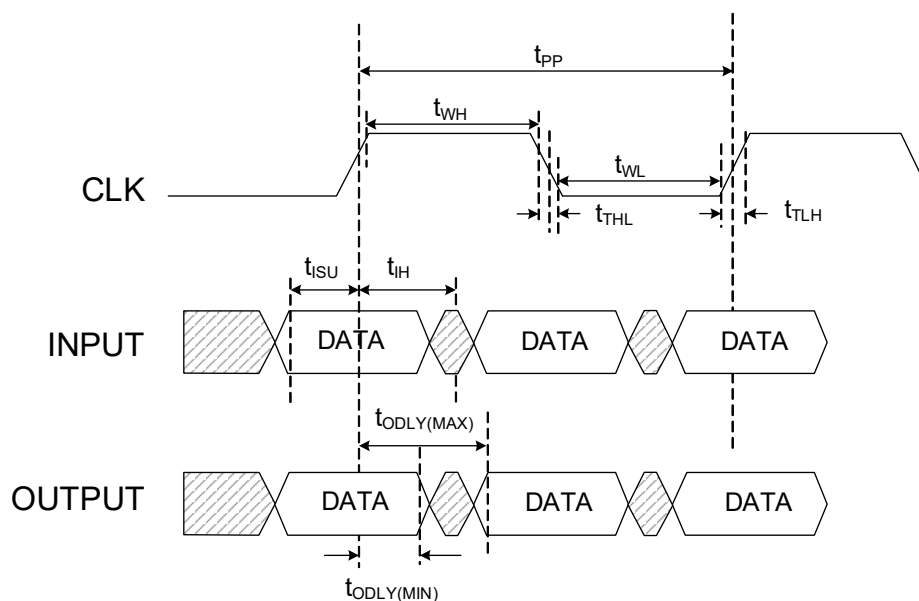 tPP
tWH
CLK
tWL
tTHL
tTLH
tISU
tIH
INPUT
DATA
DATA
DATA
tODLY(MAX)
OUTPUT
DATA
DATA
DATA
tODLY(MIN)